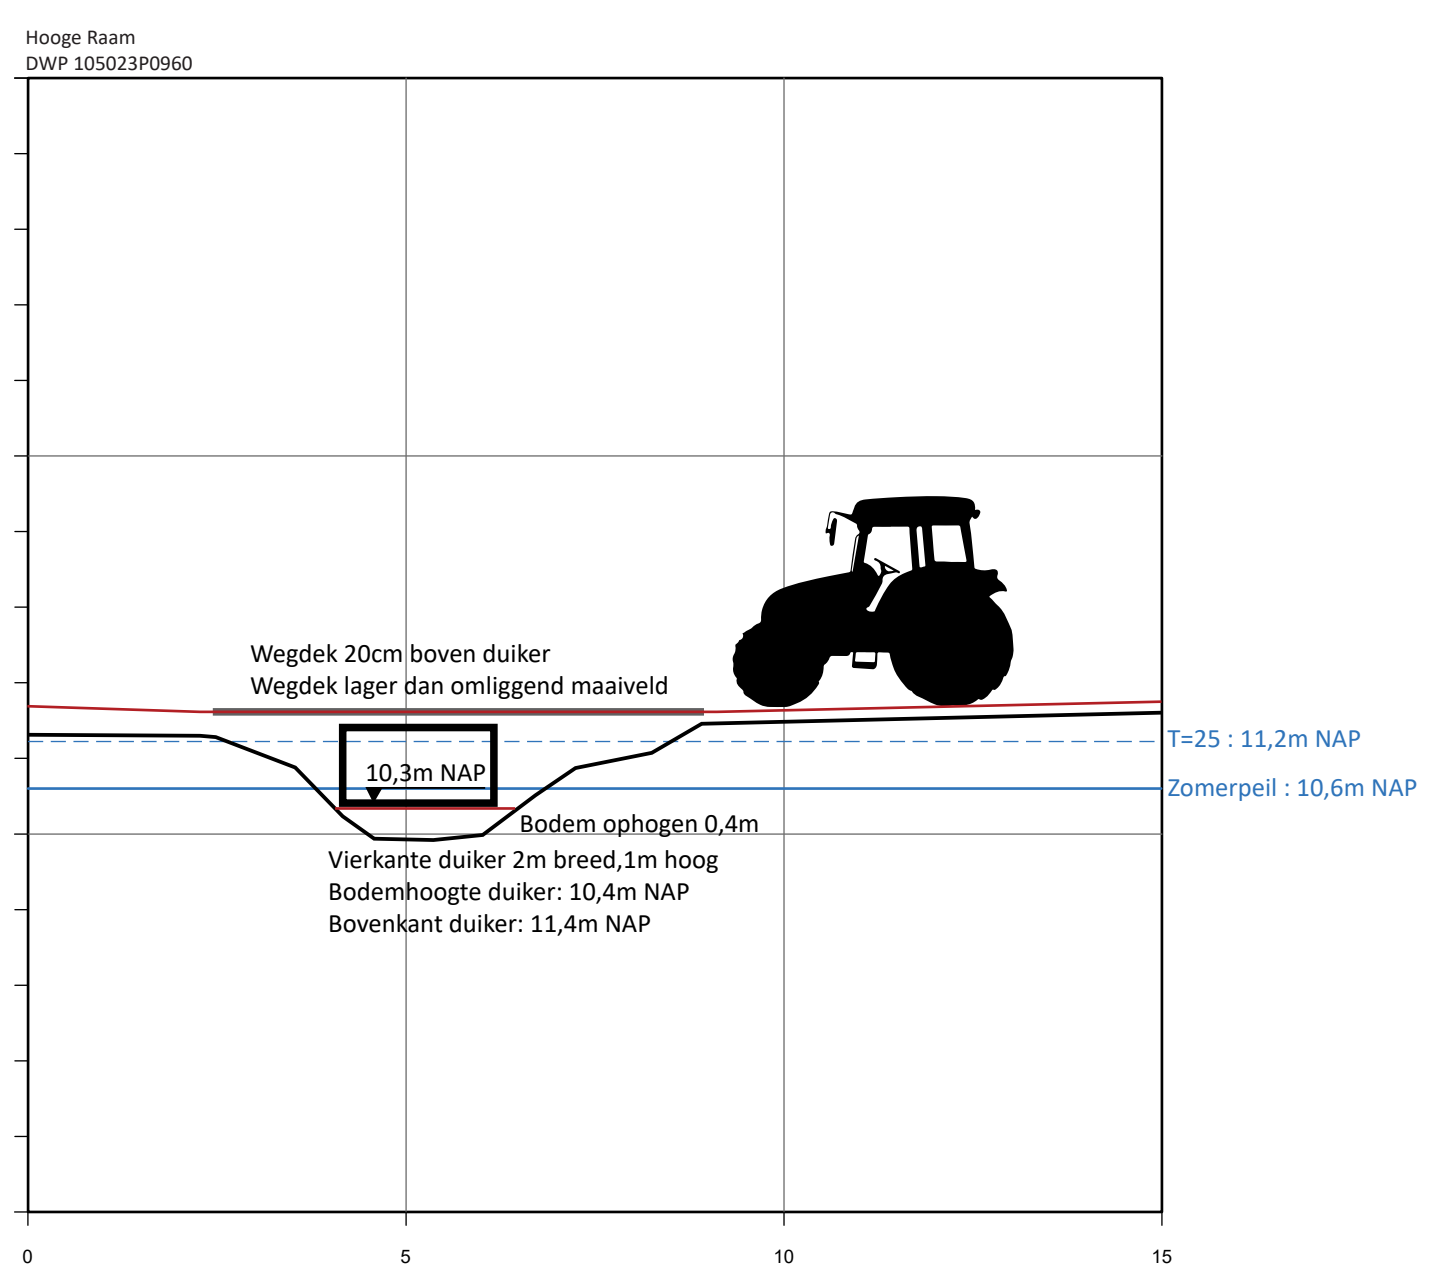 Hooge Raam
DWP 105023P0960
Wegdek 20cm boven duiker
Wegdek lager dan omliggend maaiveld
T=25 : 11,2m NAP
10,3m NAP
Zomerpeil : 10,6m NAP
Bodem ophogen 0,4m
Vierkante duiker 2m breed,1m hoog
Bodemhoogte duiker: 10,4m NAP
Bovenkant duiker: 11,4m NAP
0 5 10 15